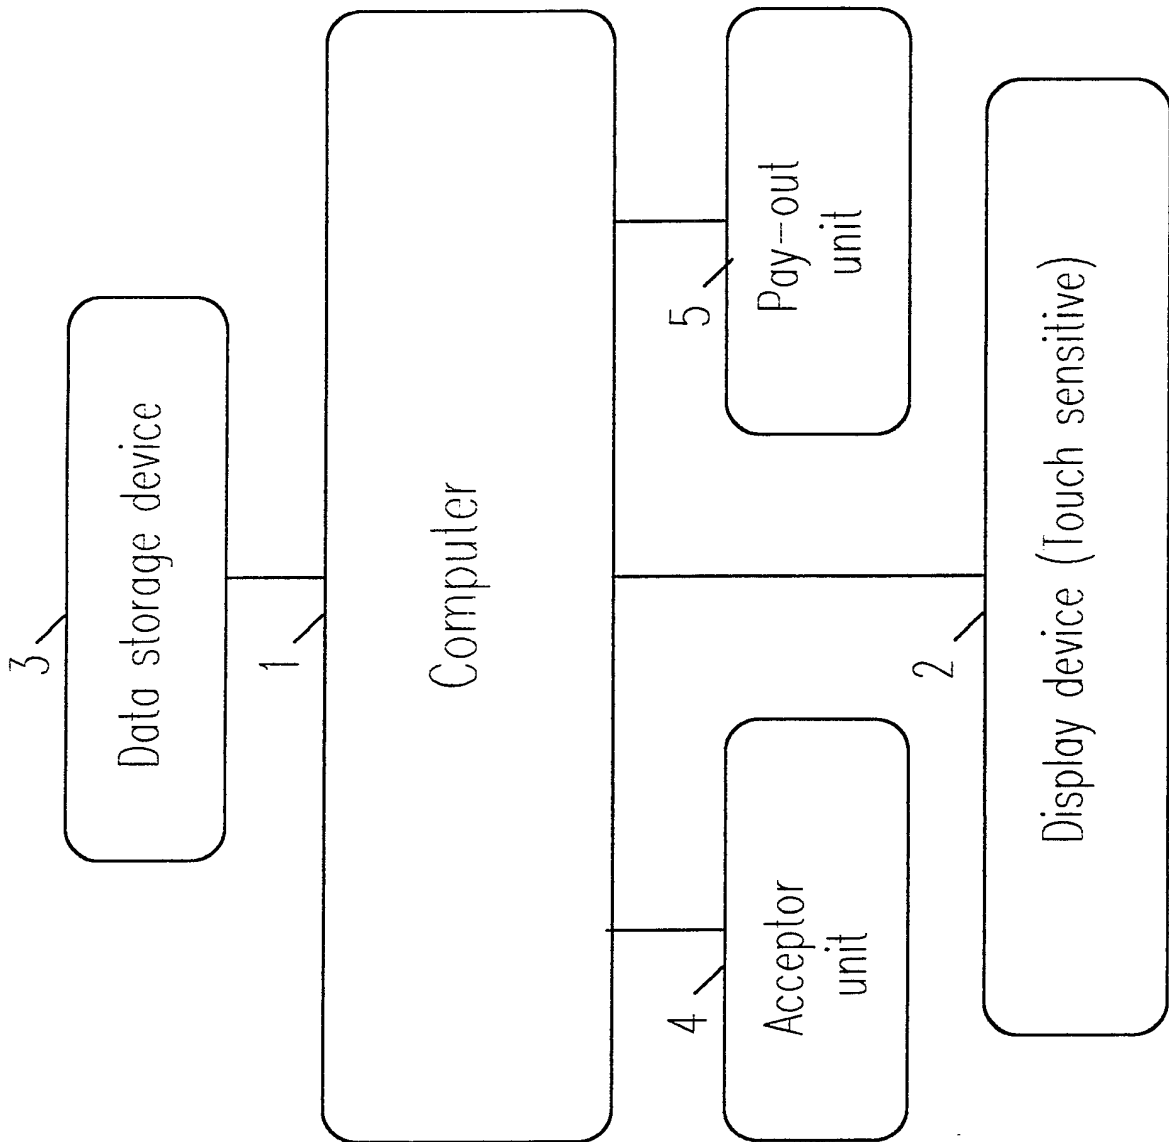 3
Data storage device
1
Computer
4
Acceptor
unit
5
Pay--out
unit
2
Display device (Touch sensitive)